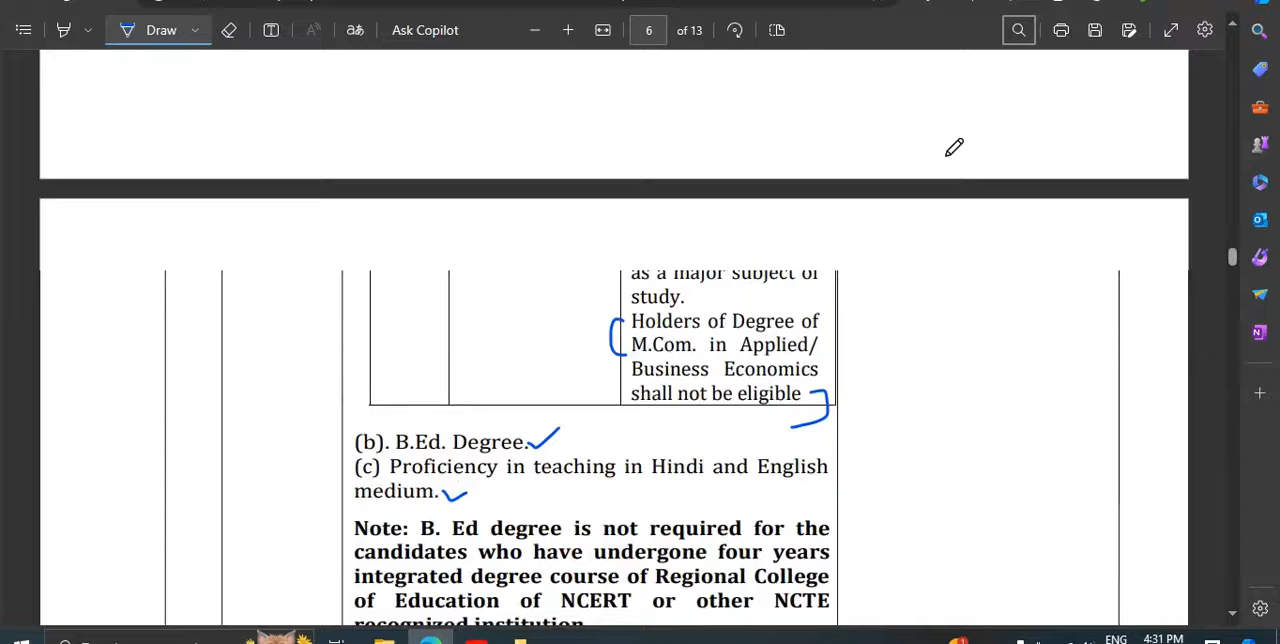 Draw
Ask Copilot
6
of 13
as a major subject of
study.
Holders of Degree of
M.Com. in Applied/
Business Economics
shall not be eligible
(b). B.Ed. Degree.
(c) Proficiency in teaching in Hindi and English
medium.
Note: B. Ed degree is not required for the
candidates who have undergone four years
integrated degree course of Regional College
of Education of NCERT or other NCTE
recognized institution
ENG
4:31 PM